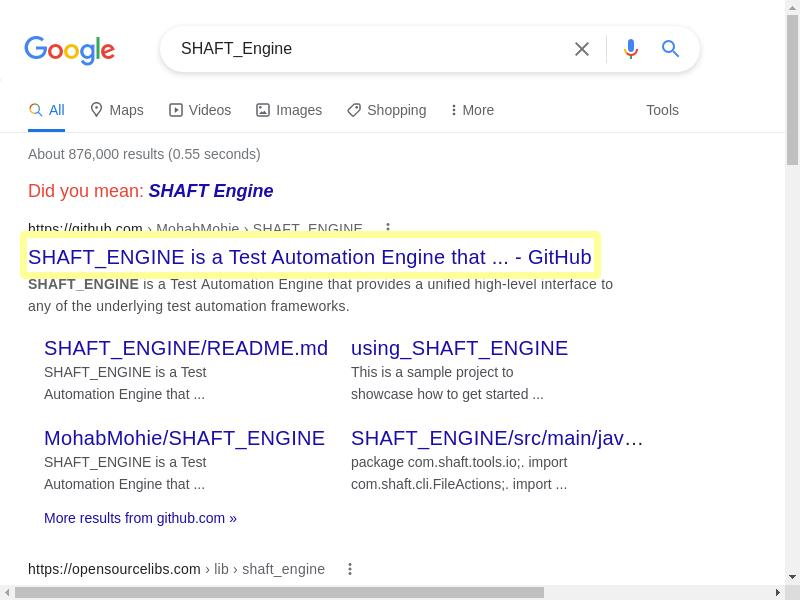 Google
SHAFT_Engine
All Maps Videos Images Shopping More Tools
About 876,000 results (0.55 seconds)
Did you mean: SHAFT Engine
https://github.com › MohabMohie › SHAFT_ENGINE
SHAFT_ENGINE is a Test Automation Engine that ... - GitHub
SHAFT_ENGINE is a Test Automation Engine that provides a unified high-level interface to
any of the underlying test automation frameworks.
SHAFT_ENGINE/README.md
SHAFT_ENGINE is a Test
Automation Engine that ...
using_SHAFT_ENGINE
This is a sample project to
showcase how to get started ...
MohabMohie/SHAFT_ENGINE
SHAFT_ENGINE is a Test
Automation Engine that ...
SHAFT_ENGINE/src/main/jav...
package com.shaft.tools.io;. import
com.shaft.cli.FileActions;. import ...
More results from github.com »
https://opensourcelibs.com › lib › shaft_engine